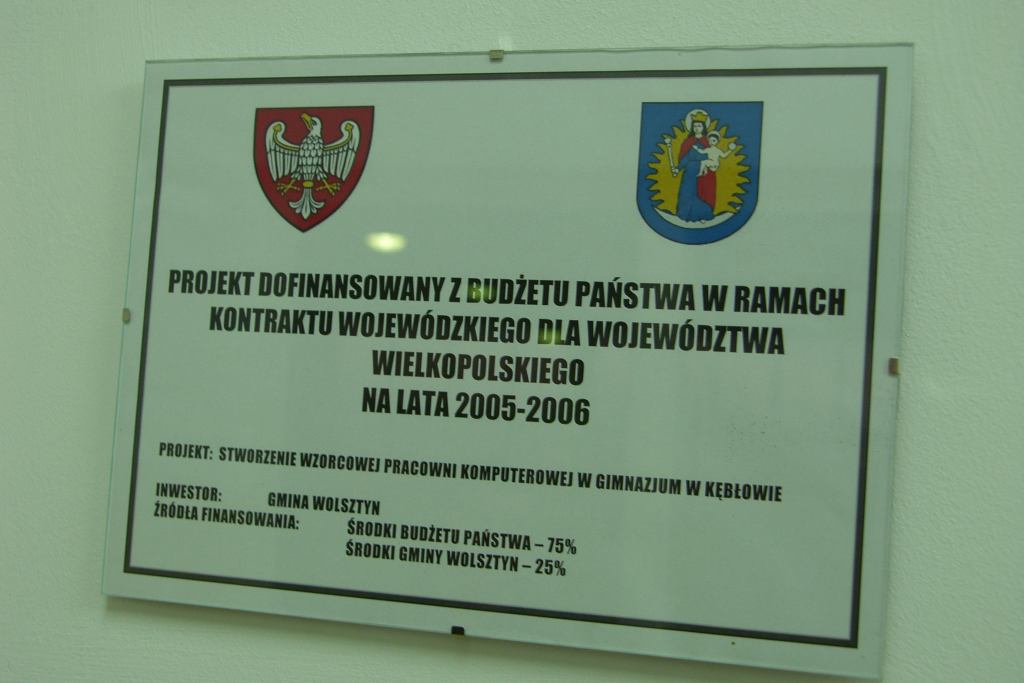 PROJEKT DOFINANSOWANY Z BUDŻETU PAŃSTWA W RAMACH
KONTRAKTU WOJEWÓDZKIEGO DLA WOJEWÓDZTWA
WIELKOPOLSKIEGO
NA LATA 2005-2006
PROJEKT: STWORZENIE WZORCOWEJ PRACOWNI KOMPUTEROWEJ W GIMNAZJUM W KĘBŁOWIE
INWESTOR: GMINA WOLSZTYN
ŹRÓDŁA FINANSOWANIA: ŚRODKI BUDŻETU PAŃSTWA – 75%
ŚRODKI GMINY WOLSZTYN – 25%